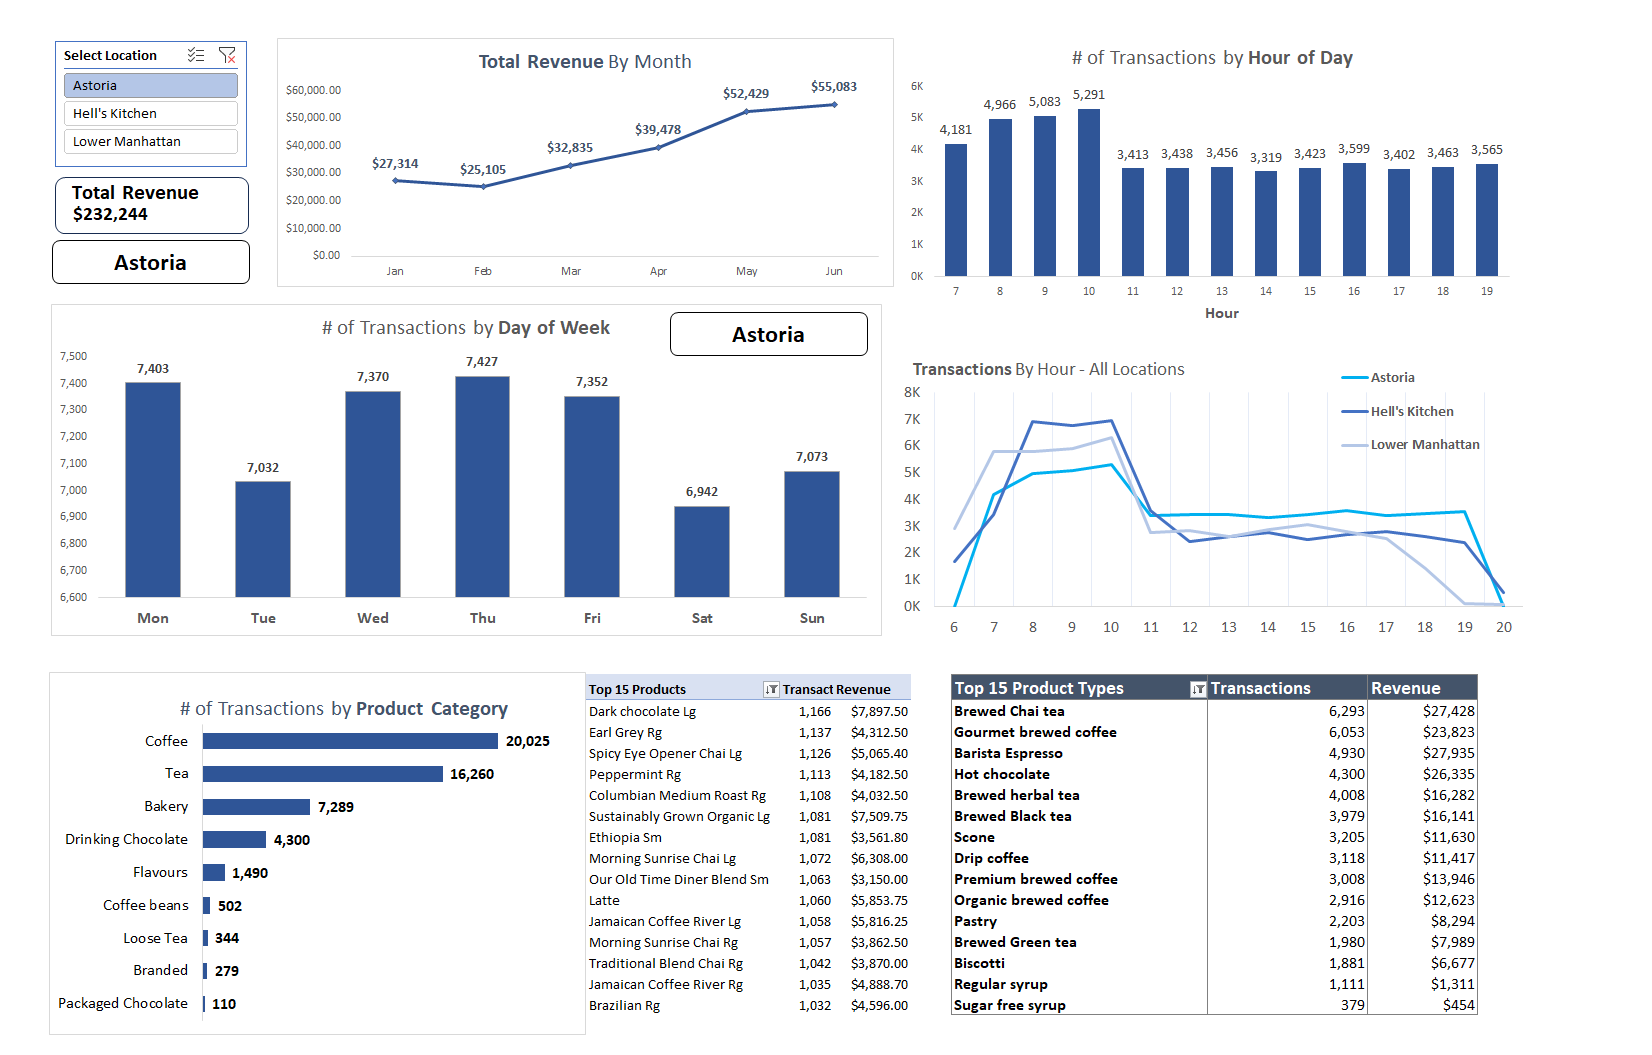 Select Location
Astoria
Hell's Kitchen
Lower Manhattan
Total Revenue
$232,244
Astoria
Total Revenue By Month
$60,000.00
$50,000.00
$40,000.00
$30,000.00
$20,000.00
$10,000.00
$0.00
$27,314
$25,105
$32,835
$39,478
$52,429
$55,083
Jan Feb Mar Apr May Jun
# of Transactions by Hour of Day
6K
5K
4K
3K
2K
1K
0K
4,181 4,966 5,083 5,291 3,413 3,438 3,456 3,319 3,423 3,599 3,402 3,463 3,565
7 8 9 10 11 12 13 14 15 16 17 18 19
Hour
# of Transactions by Day of Week
Astoria
7,500
7,400
7,300
7,200
7,100
7,000
6,900
6,800
6,700
6,600
7,403 7,032 7,370 7,427 7,352 6,942 7,073
Mon Tue Wed Thu Fri Sat Sun
Transactions By Hour - All Locations
Astoria
Hell's Kitchen
Lower Manhattan
8K
7K
6K
5K
4K
3K
2K
1K
0K
6 7 8 9 10 11 12 13 14 15 16 17 18 19 20
# of Transactions by Product Category
Coffee 20,025
Tea 16,260
Bakery 7,289
Drinking Chocolate 4,300
Flavours 1,490
Coffee beans 502
Loose Tea 344
Branded 279
Packaged Chocolate 110
Top 15 Products Transact Revenue
Dark chocolate Lg 1,166 $7,897.50
Earl Grey Rg 1,137 $4,312.50
Spicy Eye Opener Chai Lg 1,126 $5,065.40
Peppermint Rg 1,113 $4,182.50
Columbian Medium Roast Rg 1,108 $4,032.50
Sustainably Grown Organic Lg 1,081 $7,509.75
Ethiopia Sm 1,081 $3,561.80
Morning Sunrise Chai Lg 1,072 $6,308.00
Our Old Time Diner Blend Sm 1,063 $3,150.00
Latte 1,060 $5,853.75
Jamaican Coffee River Lg 1,058 $5,816.25
Morning Sunrise Chai Rg 1,057 $3,862.50
Traditional Blend Chai Rg 1,042 $3,870.00
Jamaican Coffee River Rg 1,035 $4,888.70
Brazilian Rg 1,032 $4,596.00
Top 15 Product Types Transactions Revenue
Brewed Chai tea 6,293 $27,428
Gourmet brewed coffee 6,053 $23,823
Barista Espresso 4,930 $27,935
Hot chocolate 4,300 $26,335
Brewed herbal tea 4,008 $16,282
Brewed Black tea 3,979 $16,141
Scone 3,205 $11,630
Drip coffee 3,118 $11,417
Premium brewed coffee 3,008 $13,946
Organic brewed coffee 2,916 $12,623
Pastry 2,203 $8,294
Brewed Green tea 1,980 $7,989
Biscotti 1,881 $6,677
Regular syrup 1,111 $1,311
Sugar free syrup 379 $454